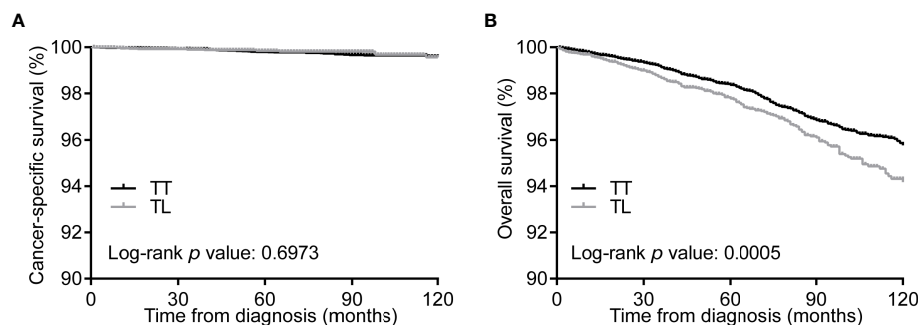 A
Cancer-specific survival (%)
100
98
96
94
92
90
TT
TL
Log-rank p value: 0.6973
0
30
60
90
120
Time from diagnosis (months)
B
Overall survival (%)
100
98
96
94
92
90
TT
TL
Log-rank p value: 0.0005
0
30
60
90
120
Time from diagnosis (months)